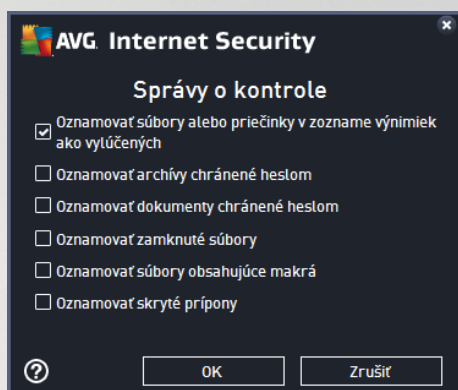 AVG. Internet Security
Správy o kontrole
Oznamovať súbory alebo priečinky v zozname výnimiek
ako vylúčených
Oznamovať archívy chránené heslom
Oznamovať dokumenty chránené heslom
Oznamovať zamknuté súbory
Oznamovať súbory obsahujúce makrá
Oznamovať skryté prípony
? OK Zrušiť